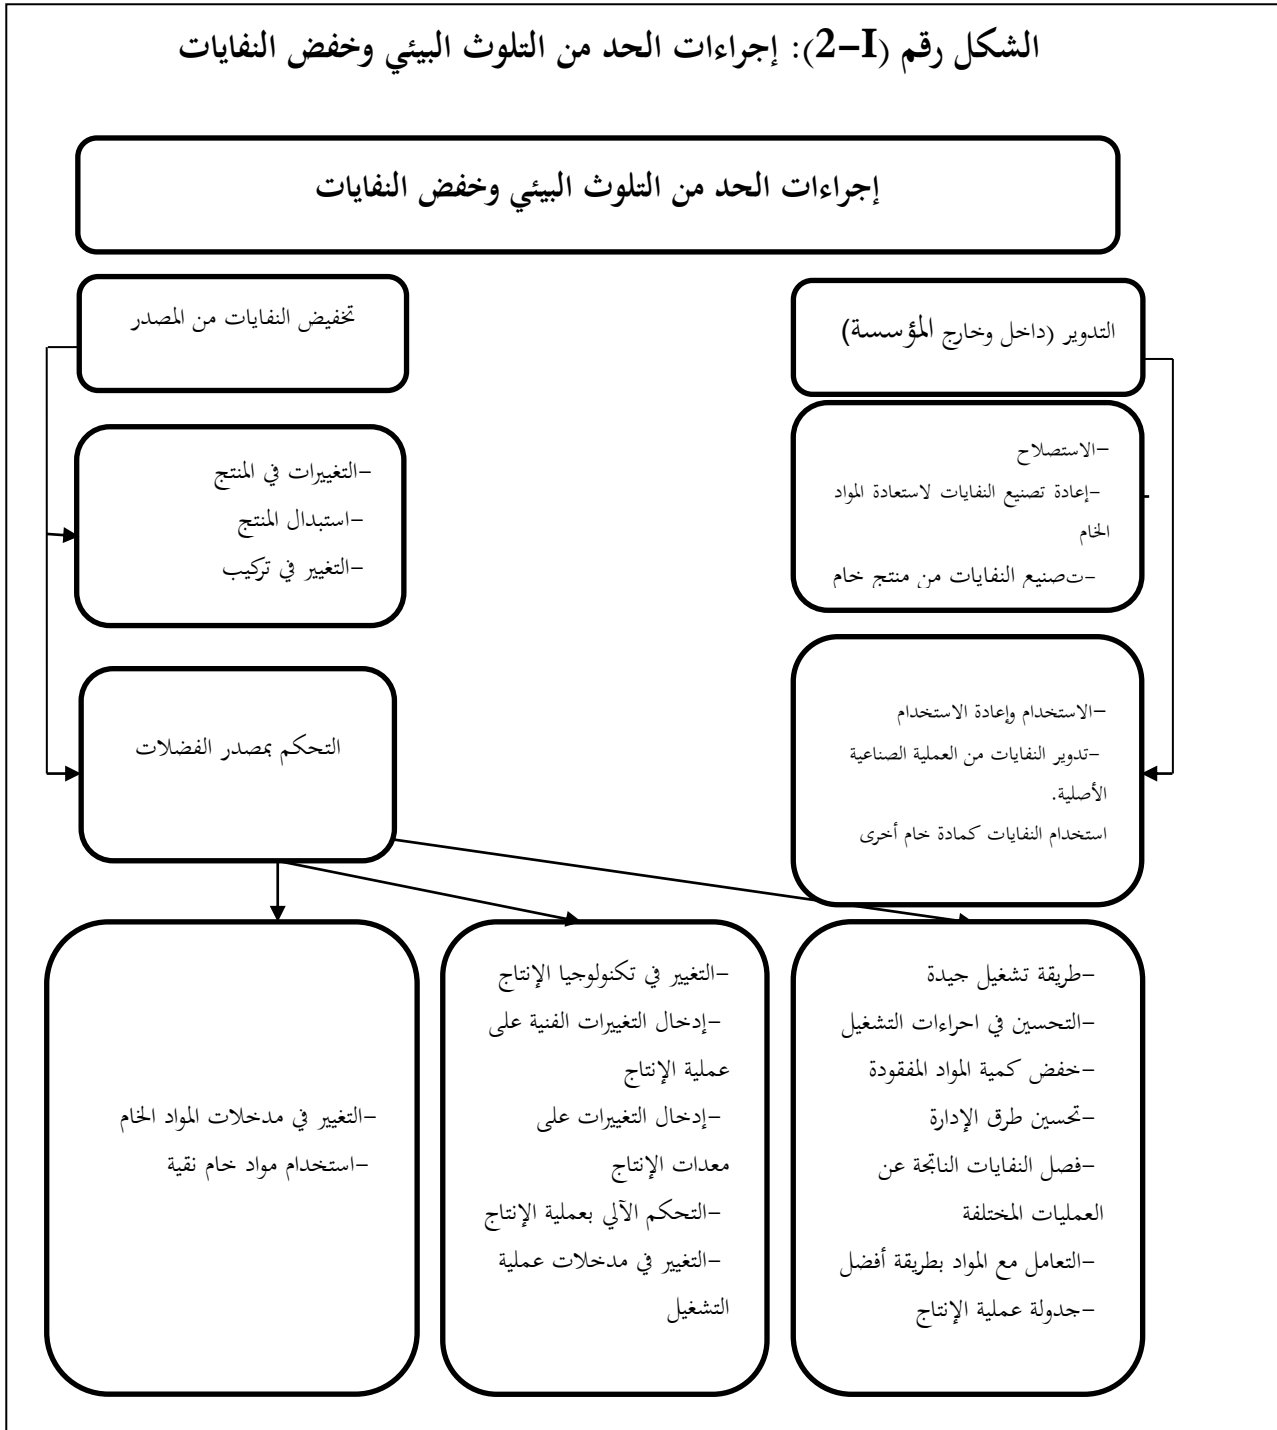 الشكل رقم (2-I): إجراءات الحد من التلوث البيئي وخفض النفايات
إجراءات الحد من التلوث البيئي وخفض النفايات
التدوير (داخل وخارج المؤسسة)
تخفيض النفايات من المصدر
-الاستصلاح
-إعادة تصنيع النفايات لاستعادة المواد
الخام
-تصنيع النفايات من منتج خام
-التغييرات في المنتج
-استبدال المنتج
-التغيير في تركيب
-الاستخدام وإعادة الاستخدام
-تدوير النفايات من العملية الصناعية
الأصلية.
استخدام النفايات كمادة خام أخرى
التحكم بمصدر الفضلات
-طريقة تشغيل جيدة
-التحسين في احراءات التشغيل
-خفض كمية المواد المفقودة
-تحسين طرق الإدارة
-فصل النفايات الناتجة عن
العمليات المختلفة
-التعامل مع المواد بطريقة أفضل
-جدولة عملية الإنتاج
-التغيير في تكنولوجيا الإنتاج
-إدخال التغييرات الفنية على
عملية الإنتاج
-إدخال التغييرات على
معدات الإنتاج
-التحكم الآلي بعملية الإنتاج
-التغيير في مدخلات عملية
التشغيل
-التغيير في مدخلات المواد الخام
-استخدام مواد خام نقية